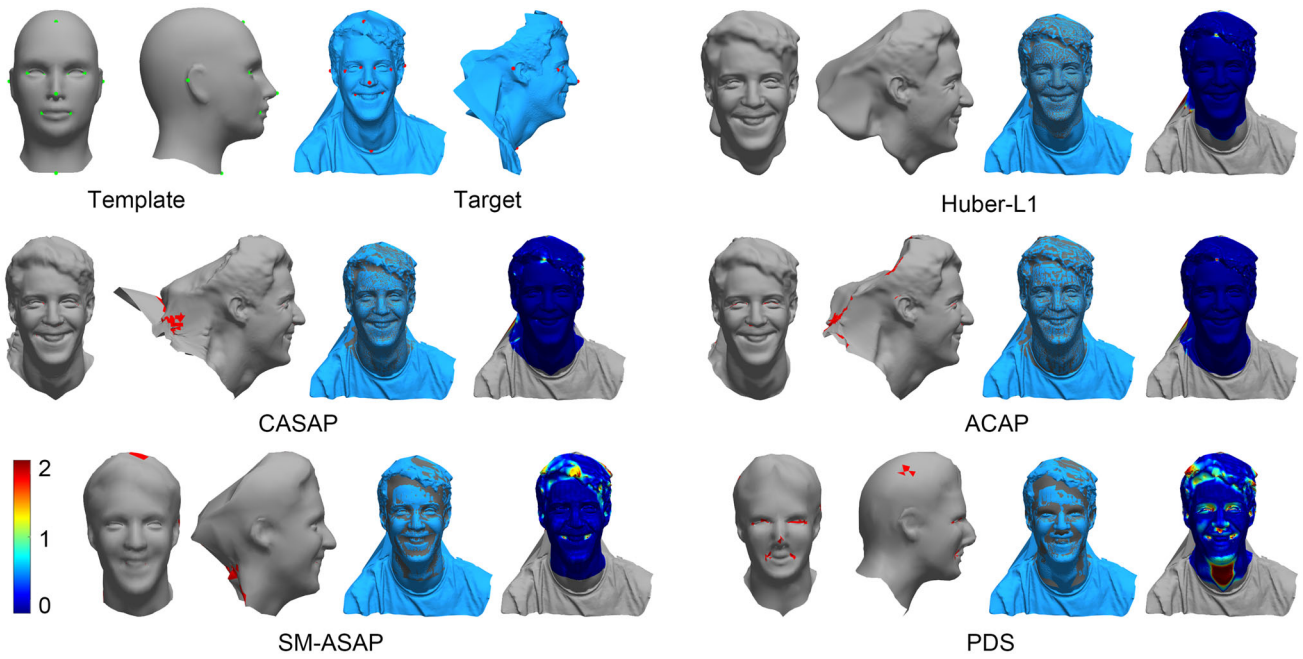 Template
Target
Huber-L1
CASAP
ACAP
2
1
0
SM-ASAP
PDS